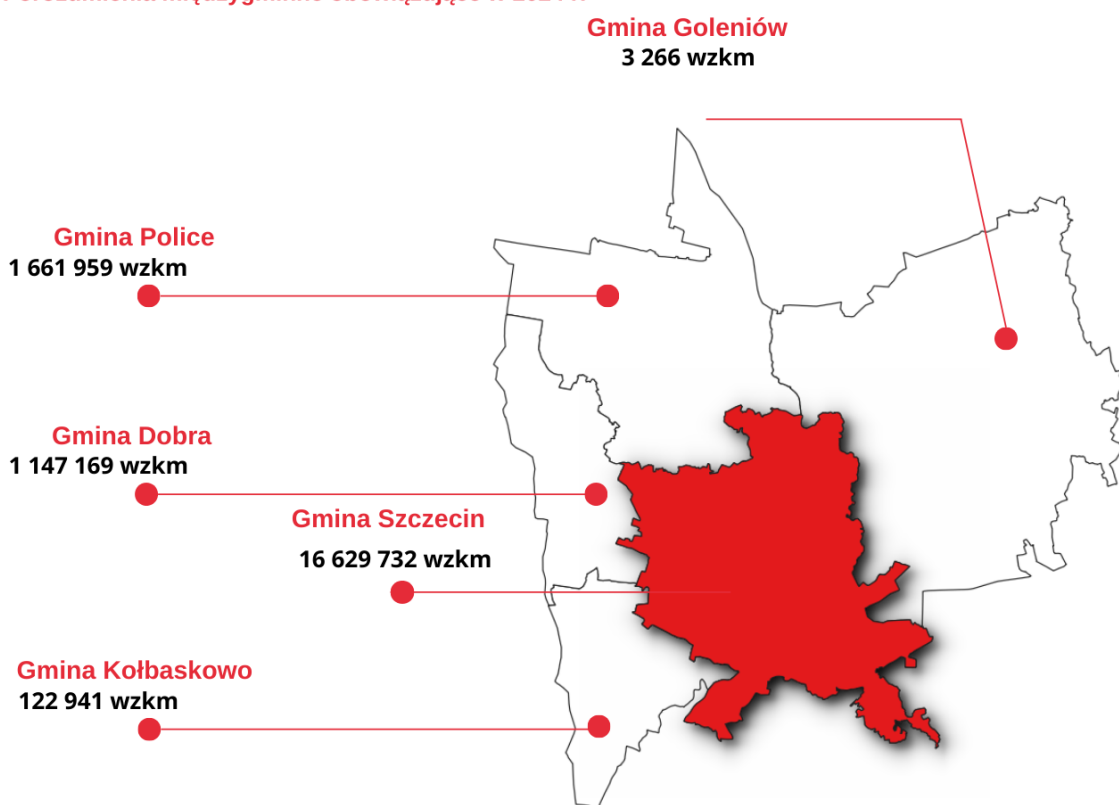 Gmina Goleniów
3 266 wzkm
Gmina Police
1 661 959 wzkm
Gmina Dobra
1 147 169 wzkm
Gmina Szczecin
16 629 732 wzkm
Gmina Kołbaskowo
122 941 wzkm